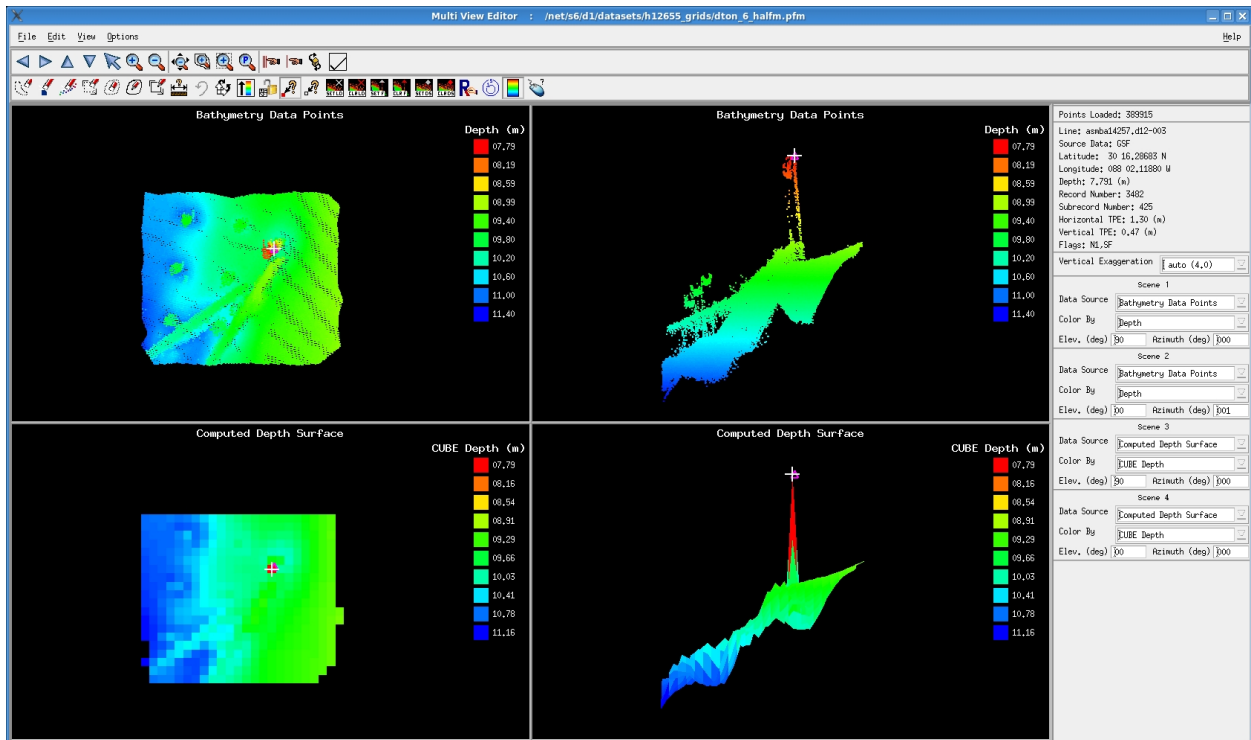 Multi View Editor : /net/s6/d1/datasets/h12655_grids/dton_6_halfm.pfm
File Edit View Options Help
Bathymetry Data Points
Depth (m)
07.79
08.19
08.59
08.99
09.40
09.80
10.20
10.60
11.00
11.40
Bathymetry Data Points
Depth (m)
07.79
08.19
08.59
08.99
09.40
09.80
10.20
10.60
11.00
11.40
Computed Depth Surface
CUBE Depth (m)
07.79
08.16
08.54
08.91
09.29
09.66
10.03
10.41
10.78
11.16
Computed Depth Surface
CUBE Depth (m)
07.79
08.16
08.54
08.91
09.29
09.66
10.03
10.41
10.78
11.16
Points Loaded: 389915
Line: asmba14257.d12-003
Source Data: GSF
Latitude: 30 16.28683 N
Longitude: 088 02.11880 W
Depth: 7.791 (m)
Record Number: 3482
Subrecord Number: 425
Horizontal TPE: 1.30 (m)
Vertical TPE: 0.47 (m)
Flags: N1,SF
Vertical Exaggeration auto (4.0)
Scene 1
Data Source Bathymetry Data Points
Color By Depth
Elev. (deg) 90 Azimuth (deg) 000
Scene 2
Data Source Bathymetry Data Points
Color By Depth
Elev. (deg) 00 Azimuth (deg) 001
Scene 3
Data Source Computed Depth Surface
Color By CUBE Depth
Elev. (deg) 90 Azimuth (deg) 000
Scene 4
Data Source Computed Depth Surface
Color By CUBE Depth
Elev. (deg) 00 Azimuth (deg) 000